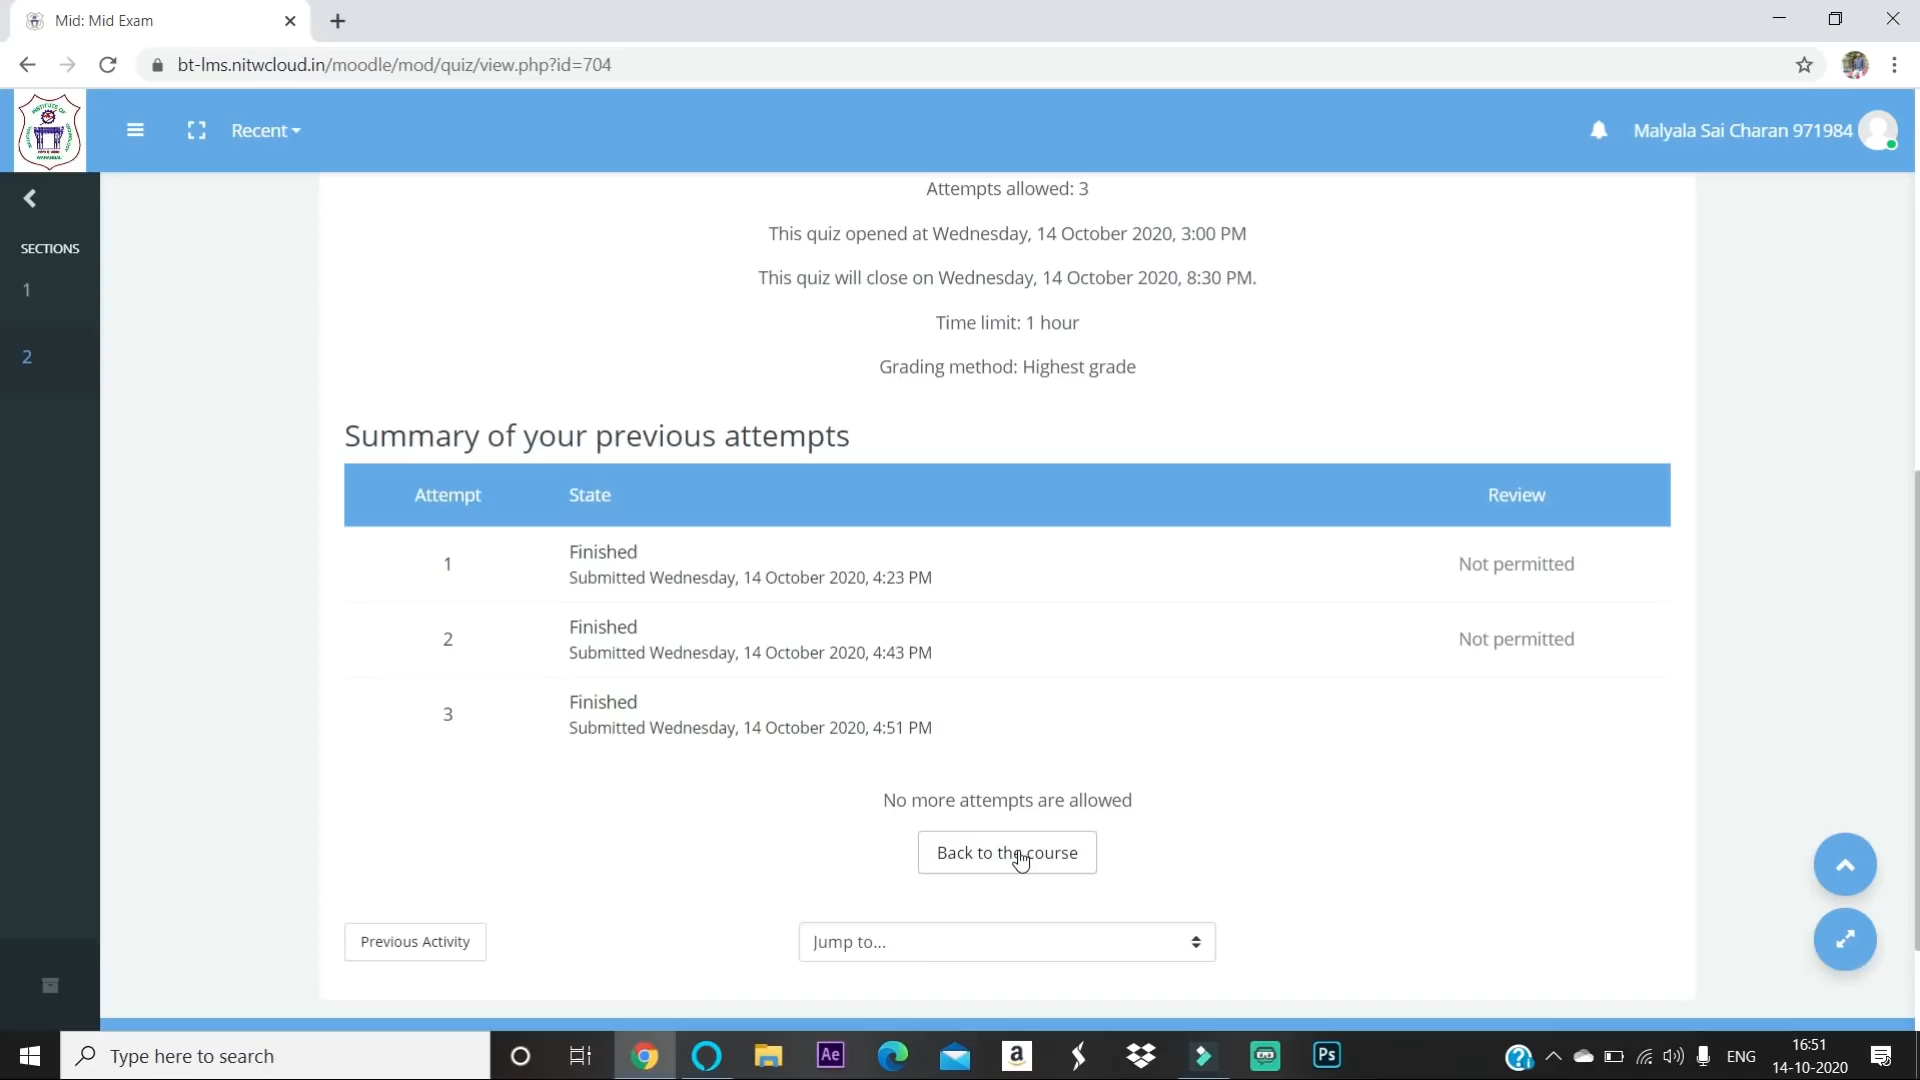 Mid: Mid Exam
bt-lms.nitwcloud.in/moodle/mod/quiz/view.php?id=704
Recent
Malyala Sai Charan 971984
SECTIONS
1
2
Attempts allowed: 3
This quiz opened at Wednesday, 14 October 2020, 3:00 PM
This quiz will close on Wednesday, 14 October 2020, 8:30 PM.
Time limit: 1 hour
Grading method: Highest grade
Summary of your previous attempts
Attempt State Review
1 Finished Not permitted
Submitted Wednesday, 14 October 2020, 4:23 PM
2 Finished Not permitted
Submitted Wednesday, 14 October 2020, 4:43 PM
3 Finished
Submitted Wednesday, 14 October 2020, 4:51 PM
No more attempts are allowed
Back to the course
Previous Activity
Jump to...
Type here to search
Ae
a
Ps
ENG
16:51
14-10-2020